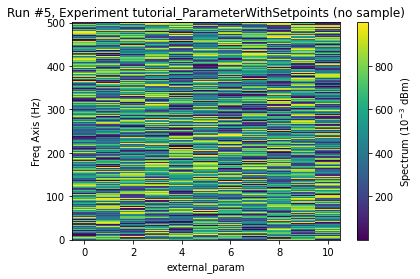 Run #5, Experiment tutorial_ParameterWithSetpoints (no sample)
500
400
300
200
100
0
Freq Axis (Hz)
0 2 4 6 8 10
external_param
800
600
400
200
Spectrum (10⁻³ dBm)